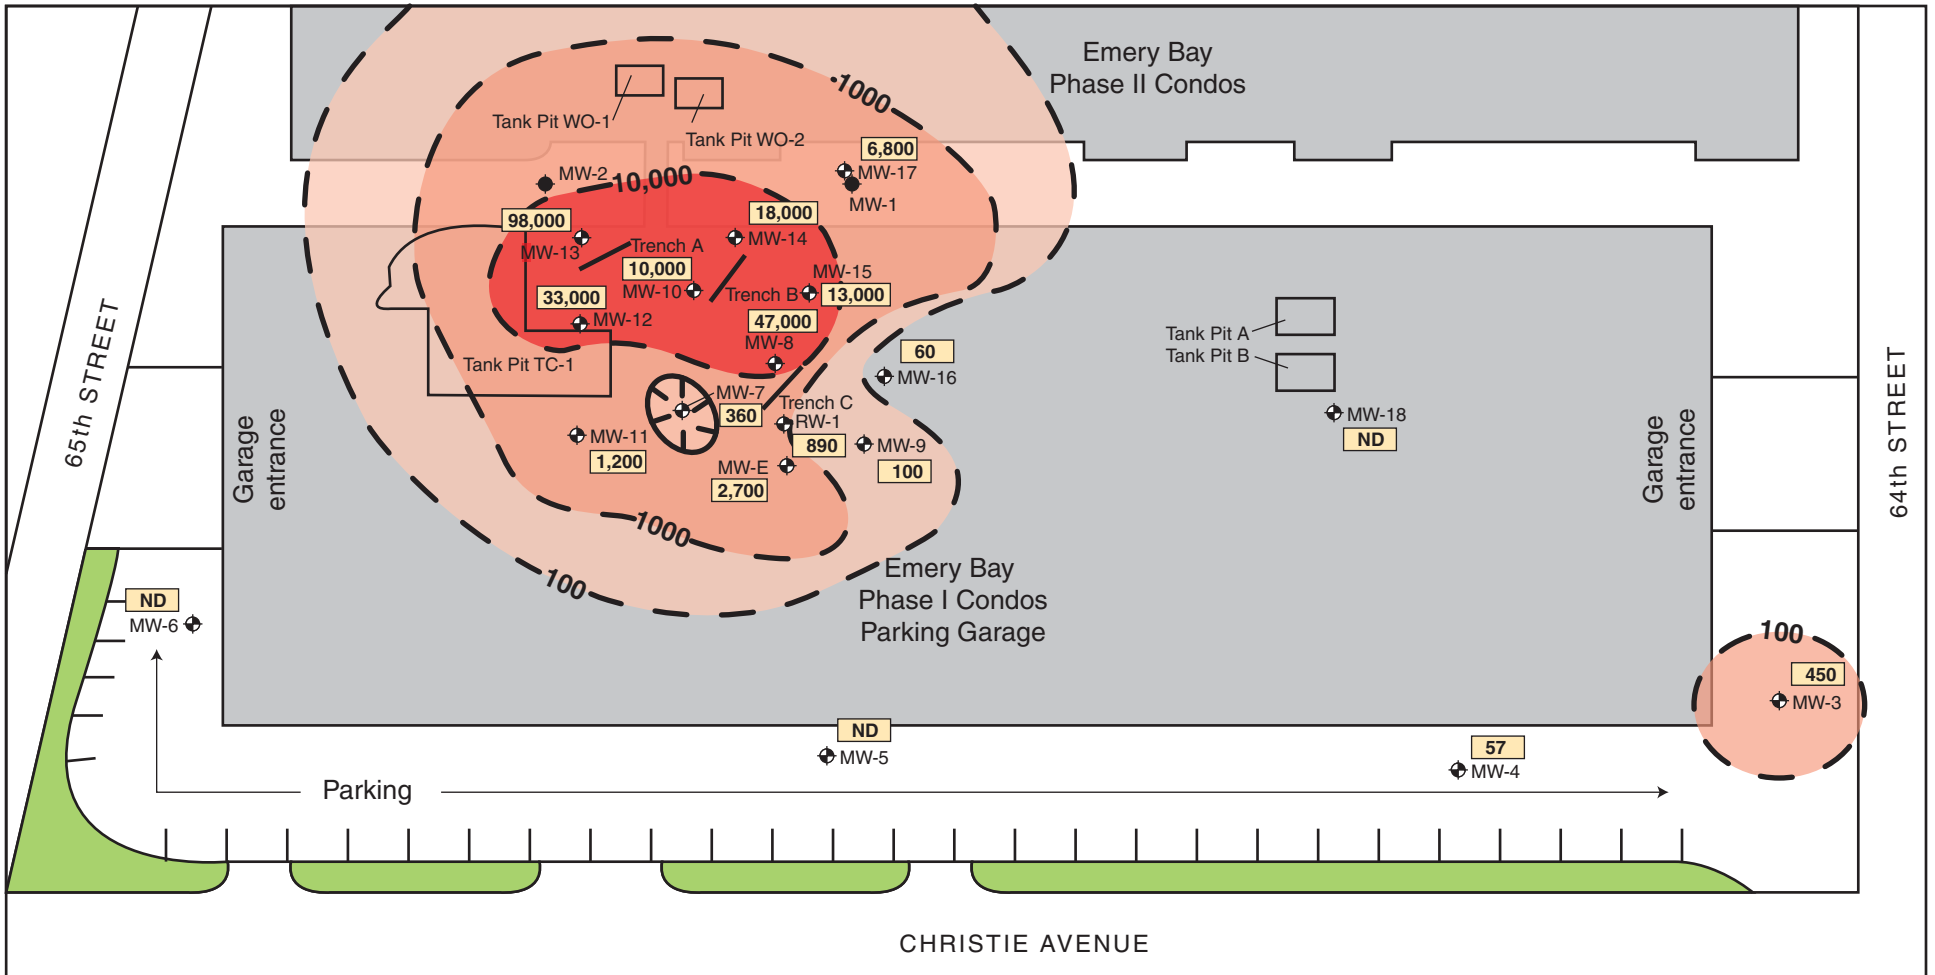 Emery Bay
Phase II Condos
1000
Tank Pit WO-1
Tank Pit WO-2
6,800
MW-17
MW-1
MW-2
10,000
98,000
MW-13
18,000
MW-14
Trench A
10,000
MW-10
MW-15
13,000
Trench B
33,000
MW-12
47,000
MW-8
Tank Pit TC-1
60
MW-16
MW-7
360
Trench C
RW-1
890
MW-11
1,200
MW-9
100
MW-E
2,700
1000
100
Tank Pit A
Tank Pit B
MW-18
ND
65th STREET
Garage
entrance
Garage
entrance
64th STREET
Emery Bay
Phase I Condos
Parking Garage
ND
MW-6
100
450
MW-3
ND
MW-5
57
MW-4
Parking
CHRISTIE AVENUE